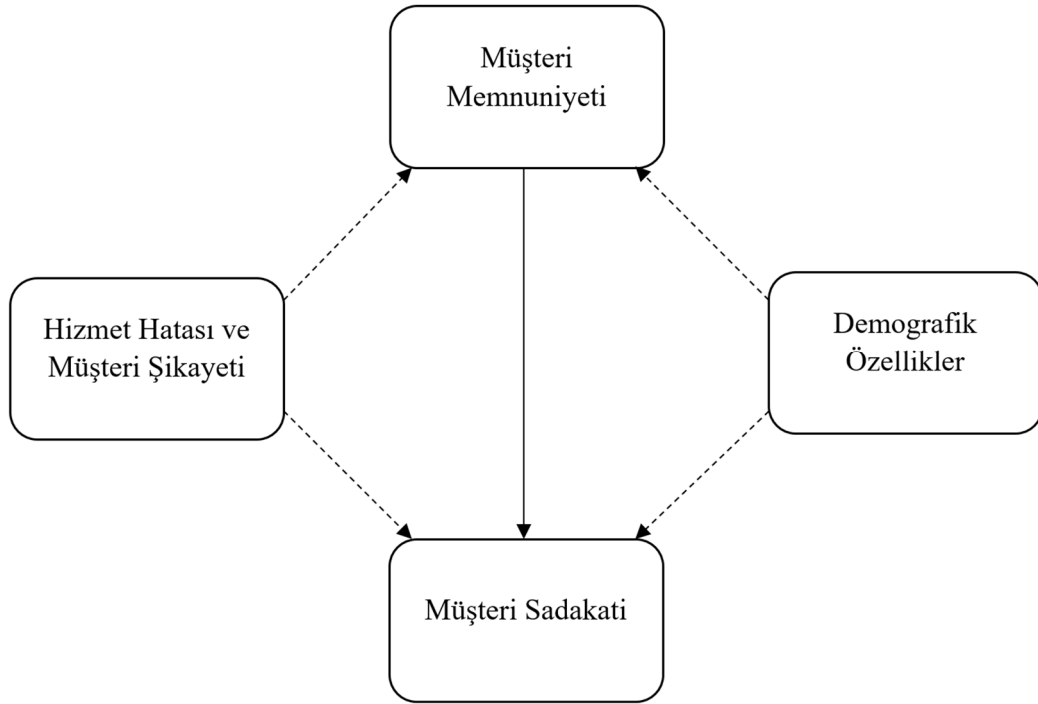 Müşteri
Memnuniyeti
Hizmet Hatası ve
Müşteri Şikayeti
Demografik
Özellikler
Müşteri Sadakati